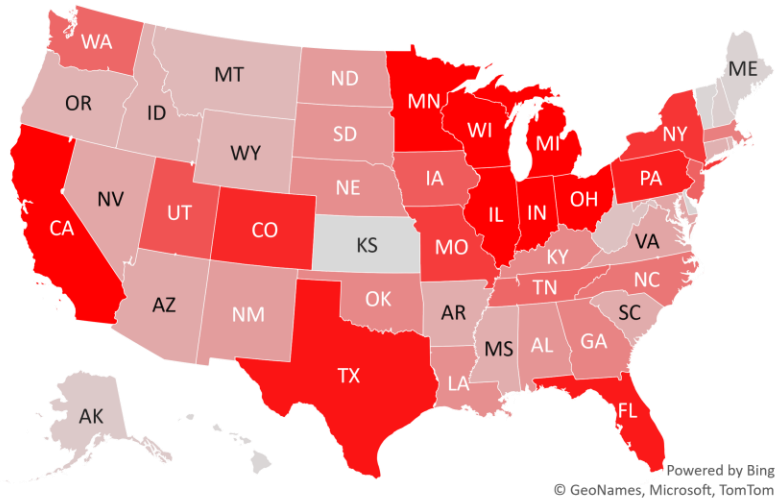 WA
ME
MT
ND
MN
OR
ID
SD
WI
MI
NY
WY
IA
PA
NE
NV
IL
IN
OH
UT
CO
CA
KS
MO
VA
KY
NC
TN
AZ
NM
OK
AR
SC
MS
AL
GA
TX
LA
FL
AK
Powered by Bing
© GeoNames, Microsoft, TomTom